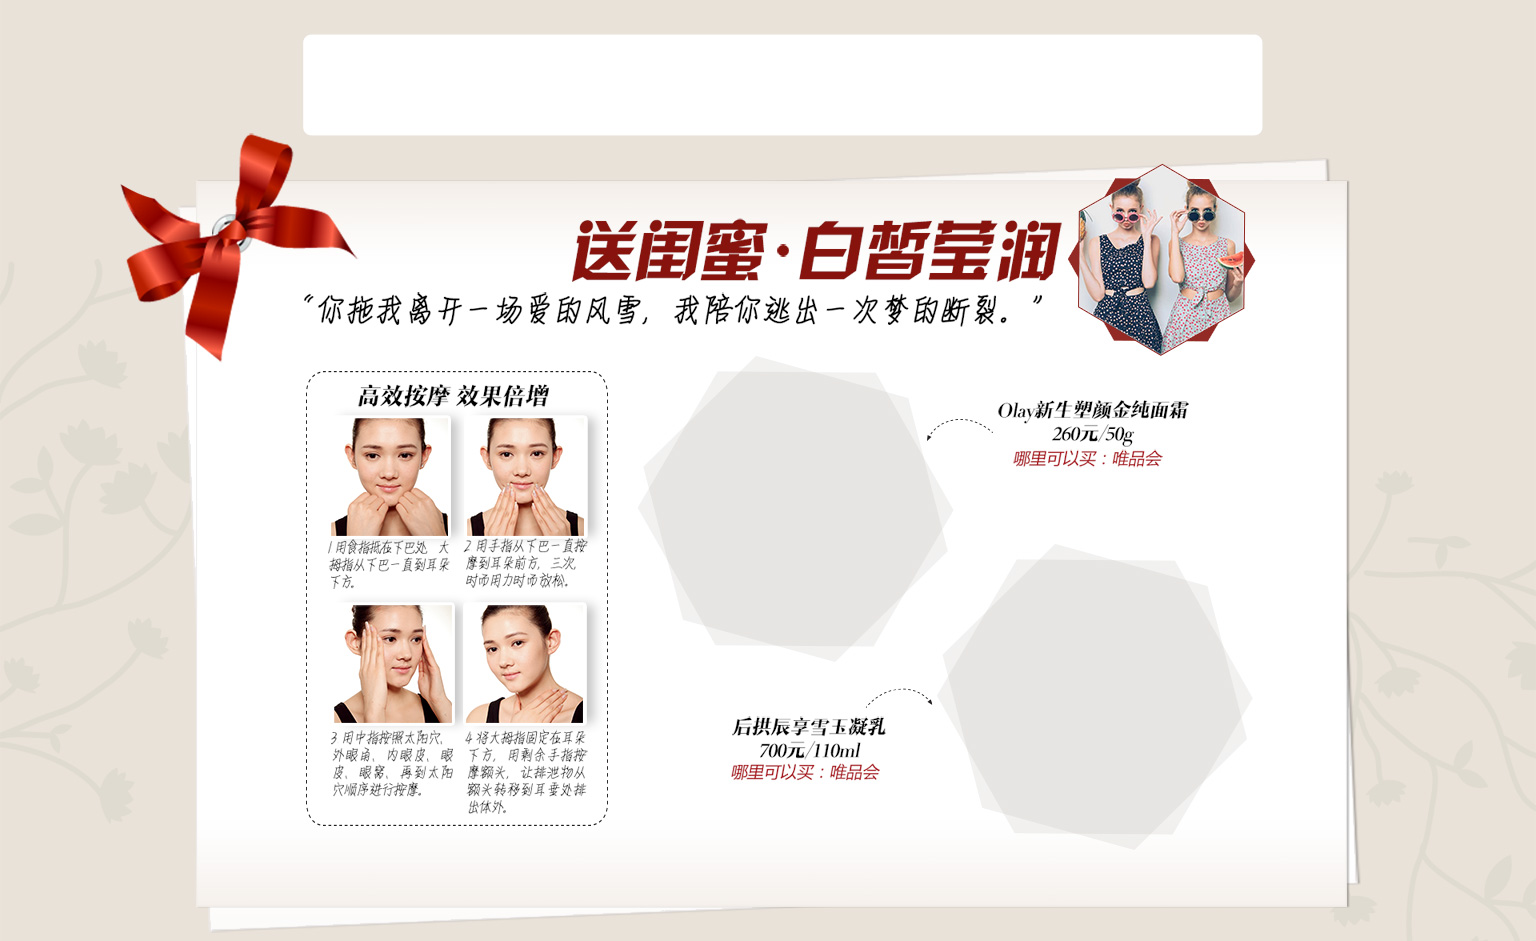 送闺蜜·白皙莹润
“你拖我离开一场爱的风雪，我陪你逃出一次梦的断裂。”
高效按摩 效果倍增
1 用食指抵在下巴处，大
拇指从下巴一直到耳朵
下方。
2 用手指从下巴一直按
摩到耳朵前方，三次，
时而用力时而放松。
3 用中指按照太阳穴，
外眼角、内眼皮、眼
皮、眼窝、再到太阳
穴顺序进行按摩。
4 将大拇指固定在耳朵
下方，用剩余手指按
摩额头，让排泄物从
额头转移到耳垂处排
出体外。
Olay新生塑颜金纯面霜
260元/50g
哪里可以买：唯品会
后拱辰享雪玉凝乳
700元/110ml
哪里可以买：唯品会